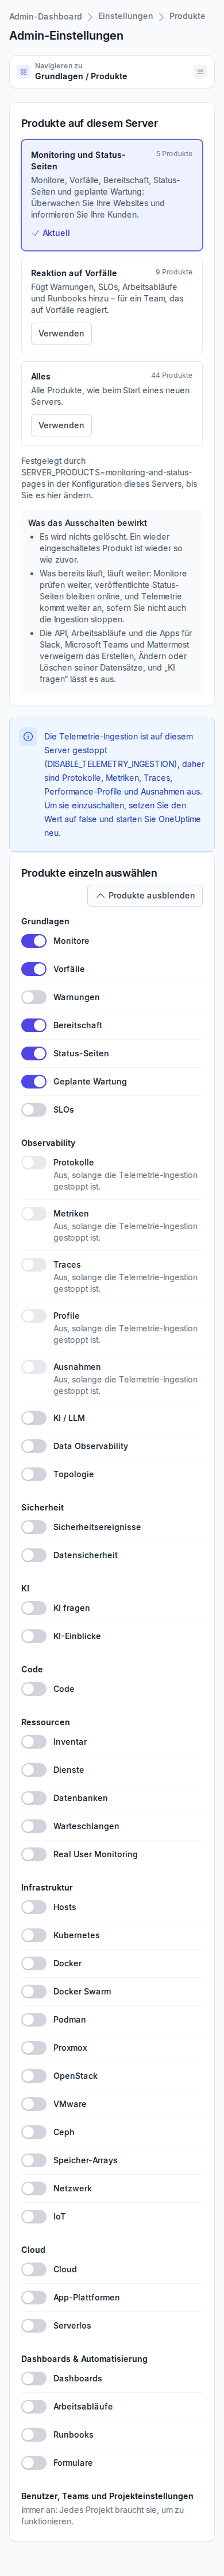 Admin-Dashboard > Einstellungen > Produkte
Admin-Einstellungen
Navigieren zu
Grundlagen / Produkte
Produkte auf diesem Server
Monitoring und Status-
Seiten
5 Produkte
Monitore, Vorfälle, Bereitschaft, Status-
Seiten und geplante Wartung:
Überwachen Sie Ihre Websites und
informieren Sie Ihre Kunden.
Aktuell
Reaktion auf Vorfälle
9 Produkte
Fügt Warnungen, SLOs, Arbeitsabläufe
und Runbooks hinzu – für ein Team, das
auf Vorfälle reagiert.
Verwenden
Alles
44 Produkte
Alle Produkte, wie beim Start eines neuen
Servers.
Verwenden
Festgelegt durch
SERVER_PRODUCTS=monitoring-and-status-
pages in der Konfiguration dieses Servers, bis
Sie es hier ändern.
Was das Ausschalten bewirkt
• Es wird nichts gelöscht. Ein wieder
eingeschaltetes Produkt ist wieder so
wie zuvor.
• Was bereits läuft, läuft weiter: Monitore
prüfen weiter, veröffentlichte Status-
Seiten bleiben online, und Telemetrie
kommt weiter an, sofern Sie nicht auch
die Ingestion stoppen.
• Die API, Arbeitsabläufe und die Apps für
Slack, Microsoft Teams und Mattermost
verweigern das Erstellen, Ändern oder
Löschen seiner Datensätze, und „KI
fragen“ lässt es aus.
Die Telemetrie-Ingestion ist auf diesem
Server gestoppt
(DISABLE_TELEMETRY_INGESTION), daher
sind Protokolle, Metriken, Traces,
Performance-Profile und Ausnahmen aus.
Um sie einzuschalten, setzen Sie den
Wert auf false und starten Sie OneUptime
neu.
Produkte einzeln auswählen
Produkte ausblenden
Grundlagen
Monitore
Vorfälle
Warnungen
Bereitschaft
Status-Seiten
Geplante Wartung
SLOs
Observability
Protokolle
Aus, solange die Telemetrie-Ingestion
gestoppt ist.
Metriken
Aus, solange die Telemetrie-Ingestion
gestoppt ist.
Traces
Aus, solange die Telemetrie-Ingestion
gestoppt ist.
Profile
Aus, solange die Telemetrie-Ingestion
gestoppt ist.
Ausnahmen
Aus, solange die Telemetrie-Ingestion
gestoppt ist.
KI / LLM
Data Observability
Topologie
Sicherheit
Sicherheitsereignisse
Datensicherheit
KI
KI fragen
KI-Einblicke
Code
Code
Ressourcen
Inventar
Dienste
Datenbanken
Warteschlangen
Real User Monitoring
Infrastruktur
Hosts
Kubernetes
Docker
Docker Swarm
Podman
Proxmox
OpenStack
VMware
Ceph
Speicher-Arrays
Netzwerk
IoT
Cloud
Cloud
App-Plattformen
Serverlos
Dashboards & Automatisierung
Dashboards
Arbeitsabläufe
Runbooks
Formulare
Benutzer, Teams und Projekteinstellungen
Immer an: Jedes Projekt braucht sie, um zu
funktionieren.